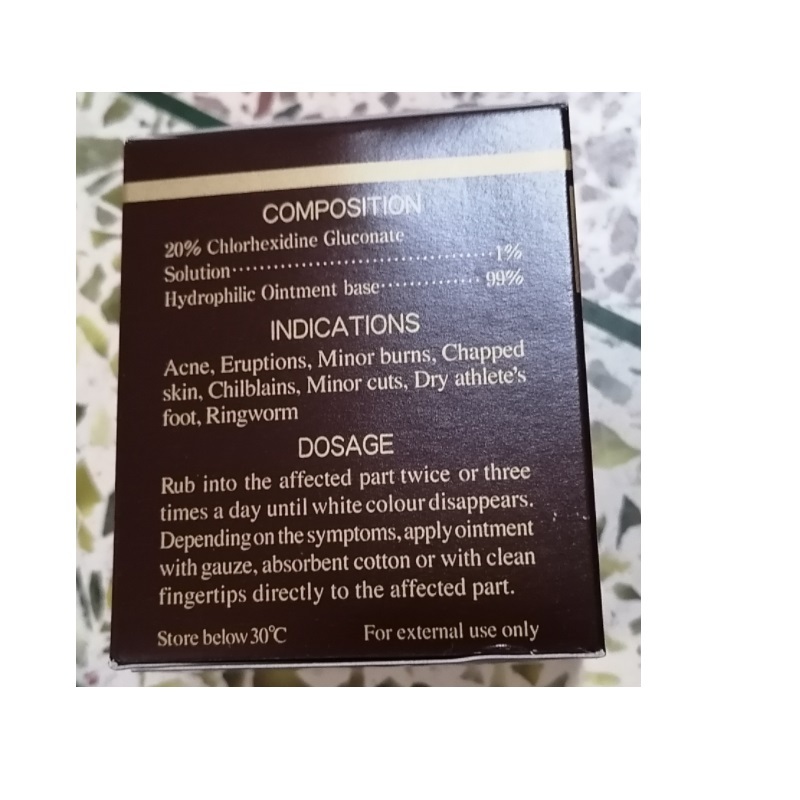 COMPOSITION
20% Chlorhexidine Gluconate
Solution·······································1%
Hydrophilic Ointment base··············· 99%
INDICATIONS
Acne, Eruptions, Minor burns, Chapped
skin, Chilblains, Minor cuts, Dry athlete's
foot, Ringworm
DOSAGE
Rub into the affected part twice or three
times a day until white colour disappears.
Depending on the symptoms, apply ointment
with gauze, absorbent cotton or with clean
fingertips directly to the affected part.
Store below 30℃ For external use only